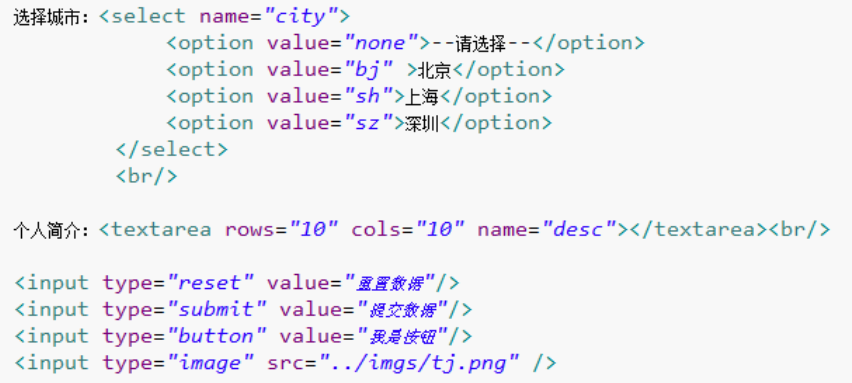 选择城市：<select name="city">
<option value="none">--请选择--</option>
<option value="bj" >北京</option>
<option value="sh">上海</option>
<option value="sz">深圳</option>
</select>
<br/>
个人简介：<textarea rows="10" cols="10" name="desc"></textarea><br/>
<input type="reset" value="重置数据"/>
<input type="submit" value="提交数据"/>
<input type="button" value="我是按钮"/>
<input type="image" src="../imgs/tj.png" />